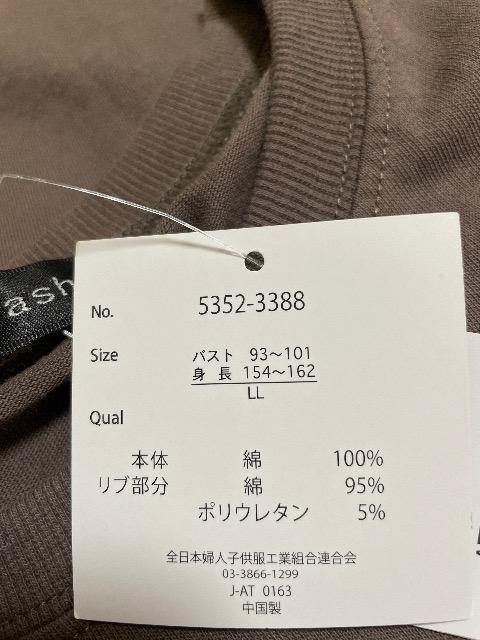 ash
No. 5352-3388
Size バスト 93～101
身 長 154～162
LL
Qual
本体 綿 100%
リブ部分 綿 95%
ポリウレタン 5%
全日本婦人子供服工業組合連合会
03-3866-1299
J-AT 0163
中国製